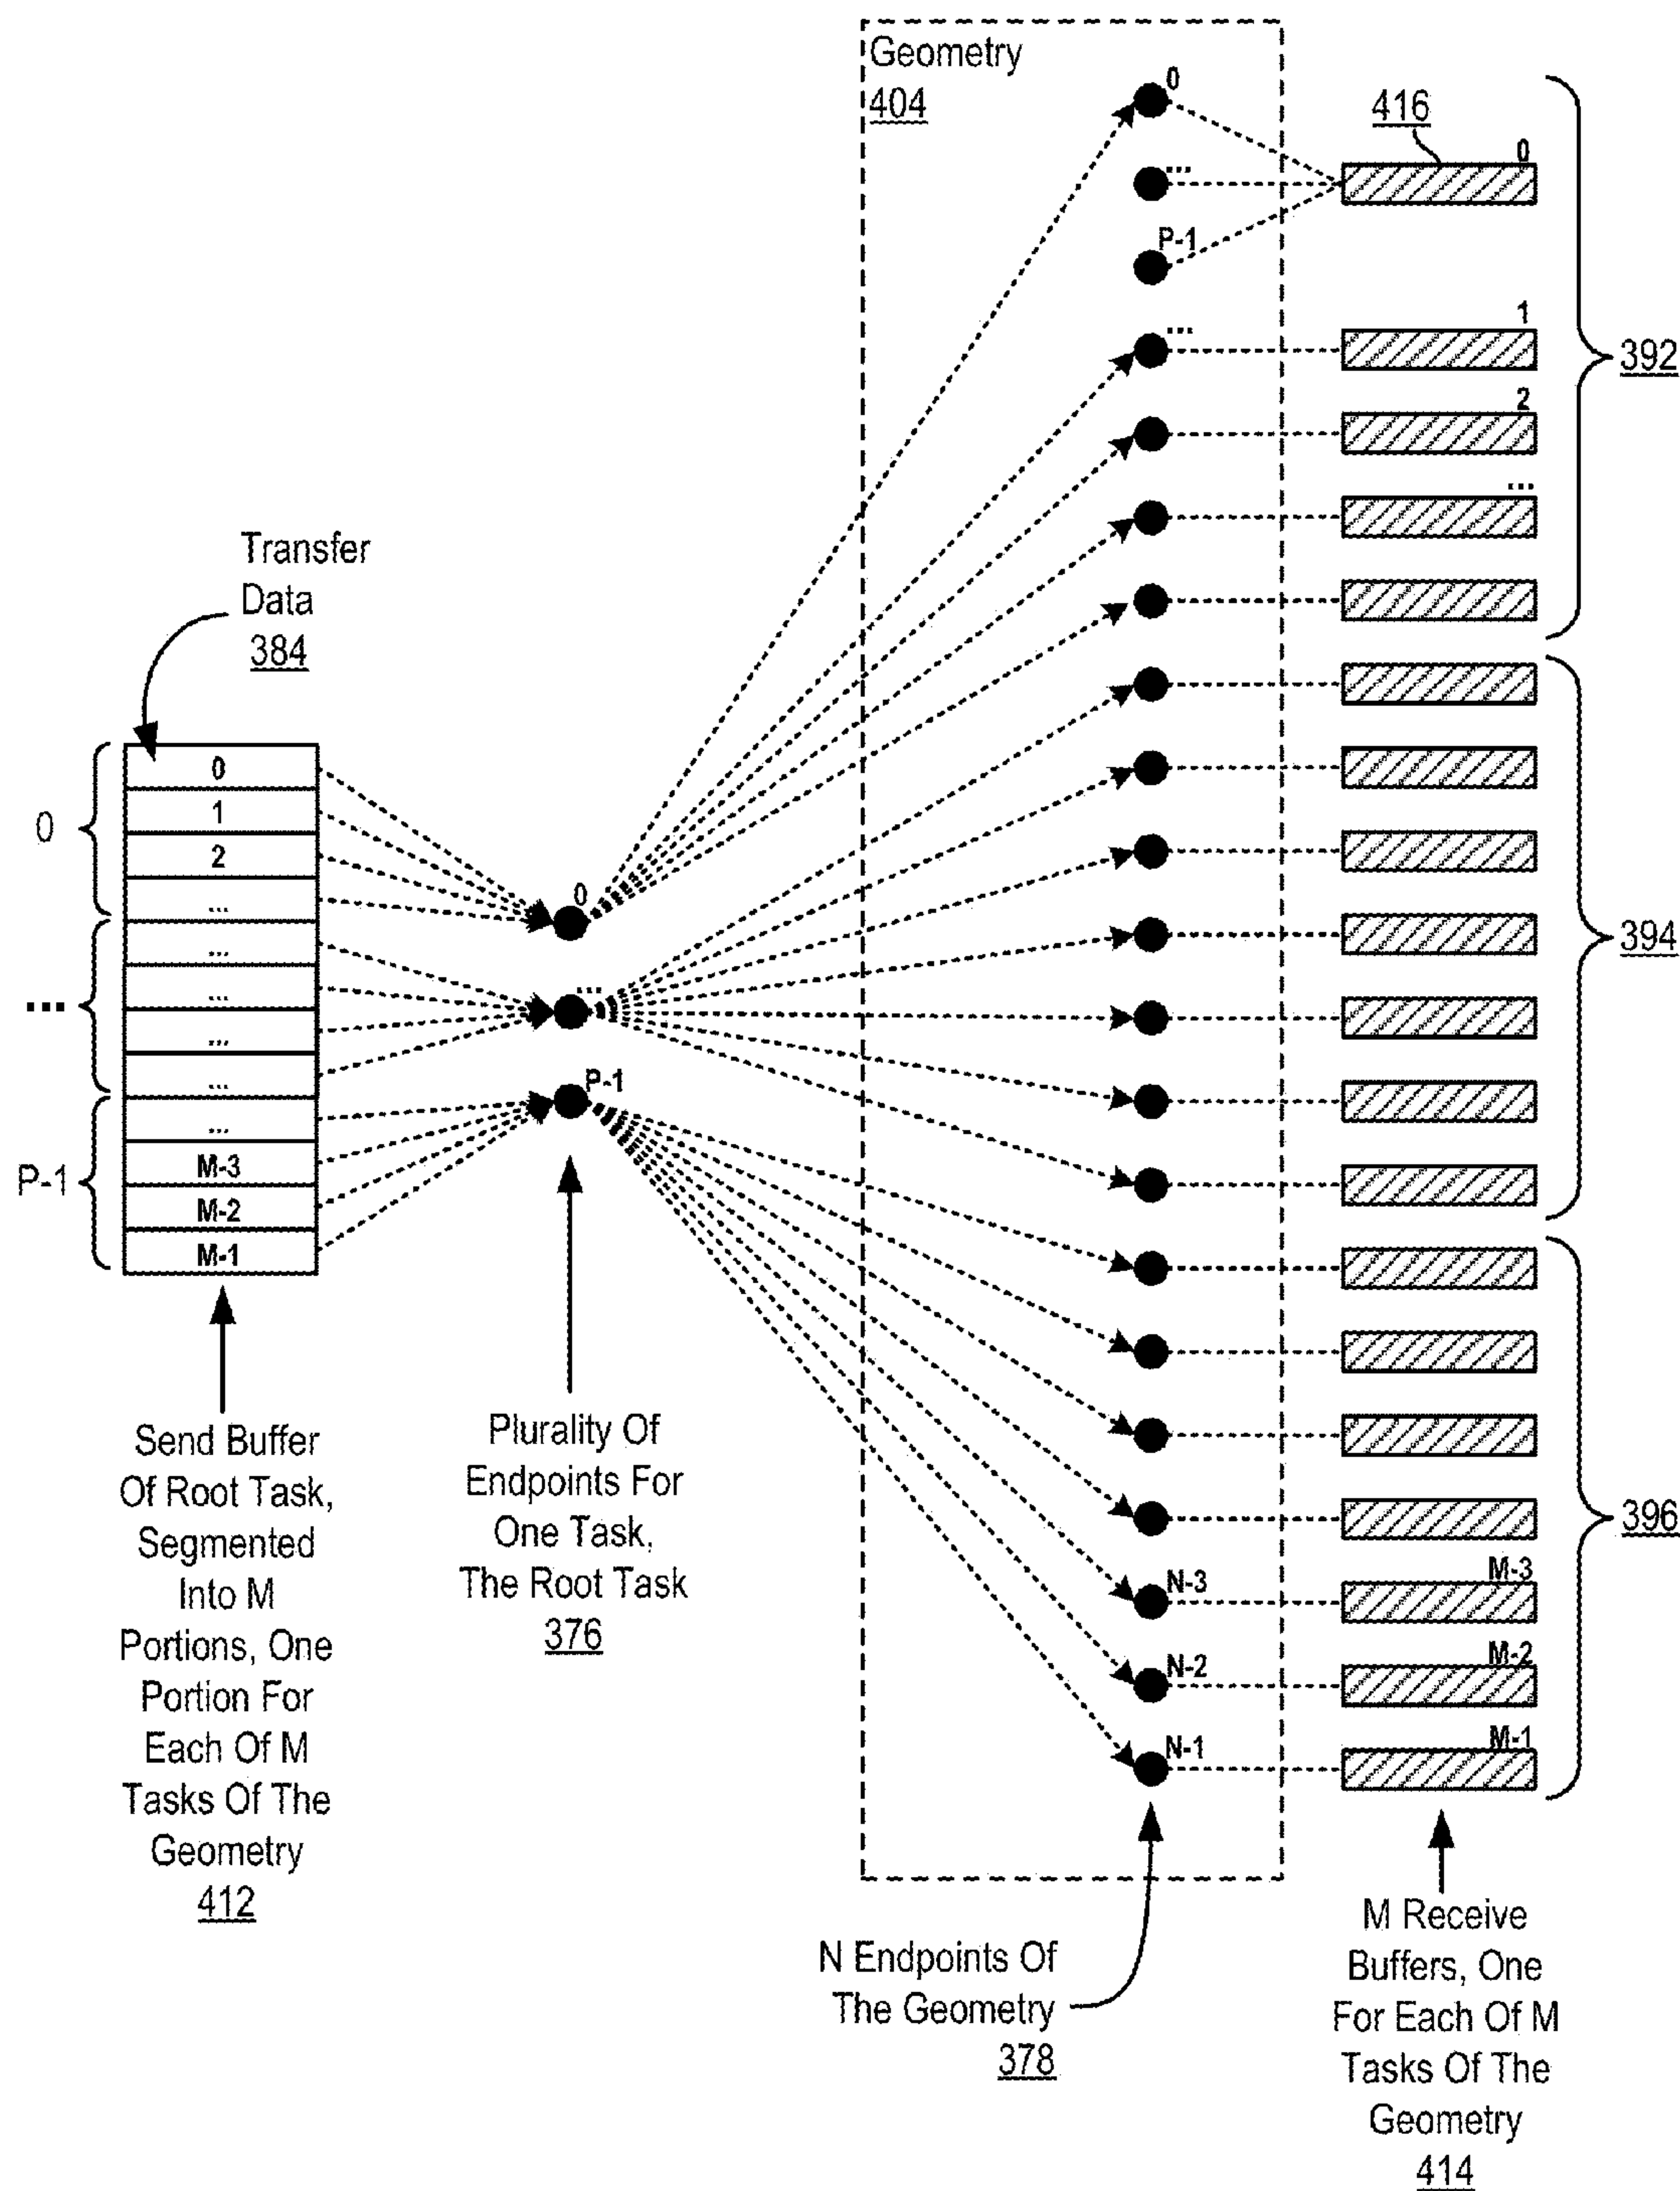 Geometry
404
0
416
0
...
P-1
...
1
392
2
...
Transfer
Data
384
394
0
0
1
2
...
0
...
...
...
...
...
...
P-1
P-1
...
M-3
M-2
M-1
Send Buffer
Of Root Task,
Segmented
Into M
Portions, One
Portion For
Each Of M
Tasks Of The
Geometry
412
Plurality Of
Endpoints For
One Task,
The Root Task
376
396
N-3
M-3
N-2
M-2
N-1
M-1
N Endpoints Of
The Geometry
378
M Receive
Buffers, One
For Each Of M
Tasks Of The
Geometry
414